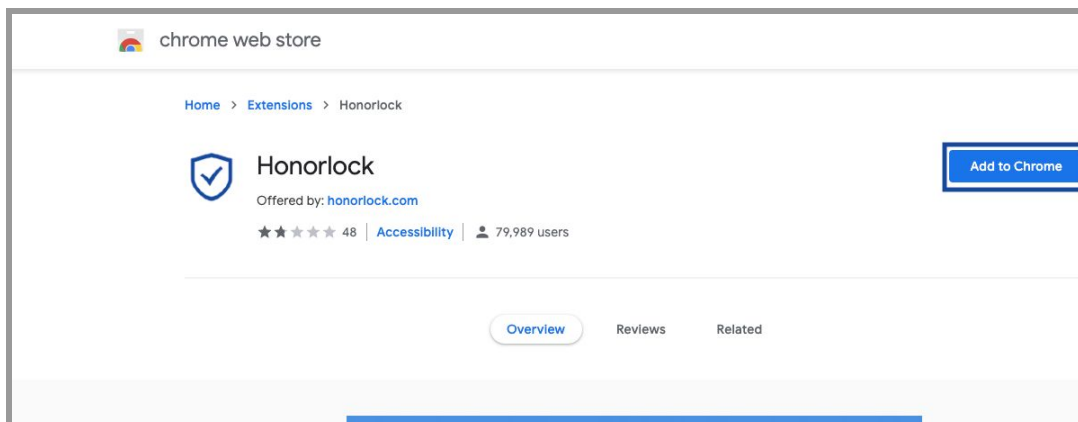 chrome web store
Home > Extensions > Honorlock
Honorlock
Add to Chrome
Offered by: honorlock.com
48 | Accessibility | 79,989 users
Overview Reviews Related